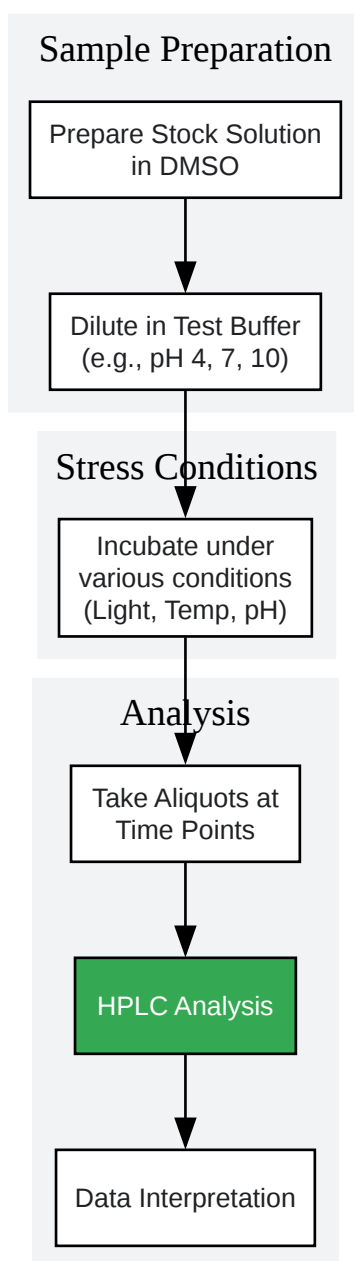 Sample Preparation
Prepare Stock Solution
in DMSO
Dilute in Test Buffer
(e.g., pH 4, 7, 10)
Stress Conditions
Incubate under
various conditions
(Light, Temp, pH)
Analysis
Take Aliquots at
Time Points
HPLC Analysis
Data Interpretation